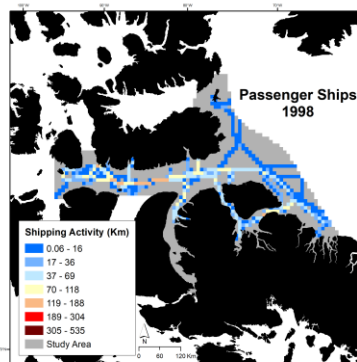 Passenger Ships
1998
Shipping Activity (Km)
0.06 - 16
17 - 36
37 - 69
70 - 118
119 - 188
189 - 304
305 - 535
Study Area
N
0 60 120 Km